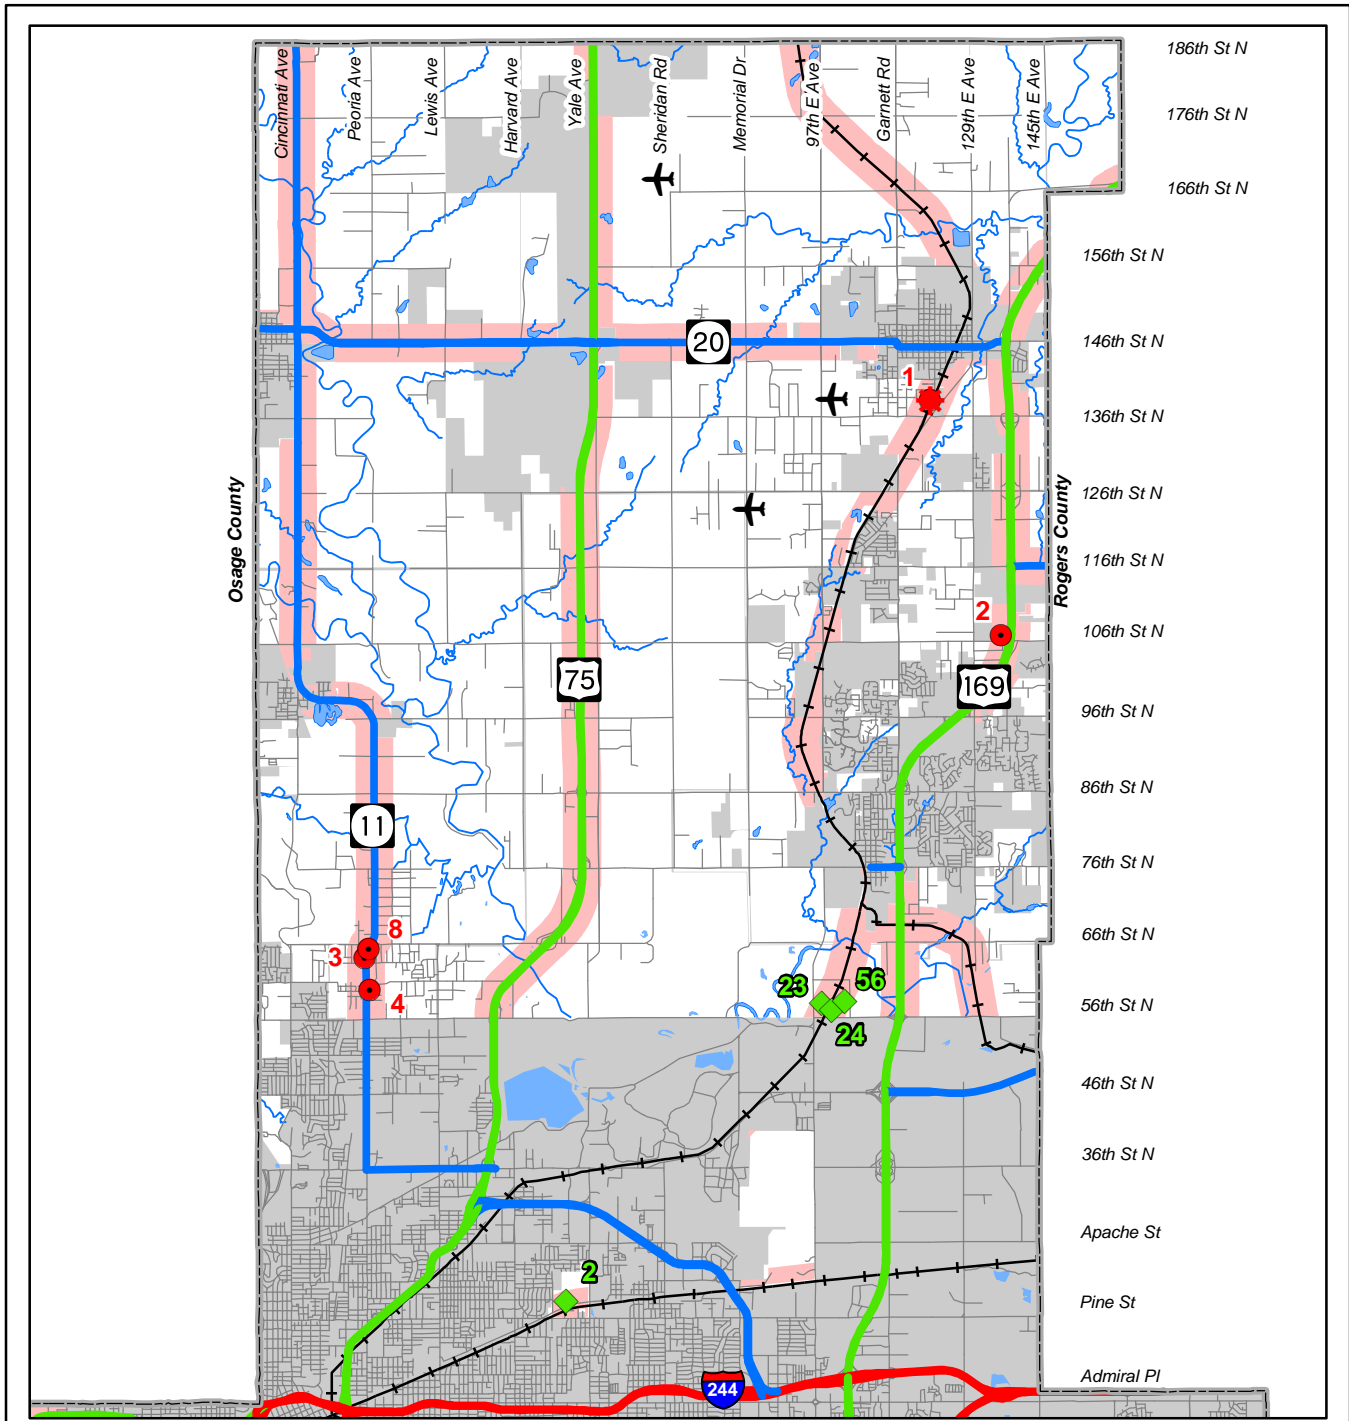 Cincinnati Ave
Peoria Ave
Lewis Ave
Harvard Ave
Yale Ave
Sheridan Rd
Memorial Dr
97th E Ave
Garnett Rd
129th E Ave
145th E Ave
186th St N
176th St N
166th St N
156th St N
20
146th St N
1
136th St N
Osage County
Rogers County
126th St N
116th St N
2
106th St N
75
169
96th St N
86th St N
11
76th St N
8
66th St N
3
4
23
56
24
56th St N
46th St N
36th St N
Apache St
2
Pine St
Admiral Pl
244